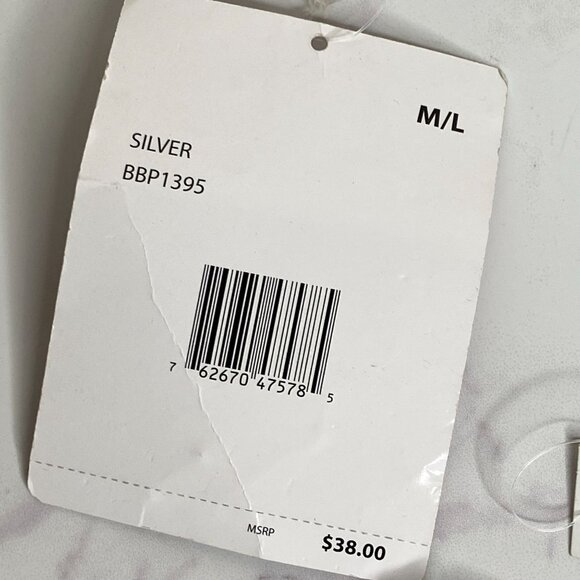 M/L
SILVER
BBP1395
7 62670 47578 5
MSRP $38.00